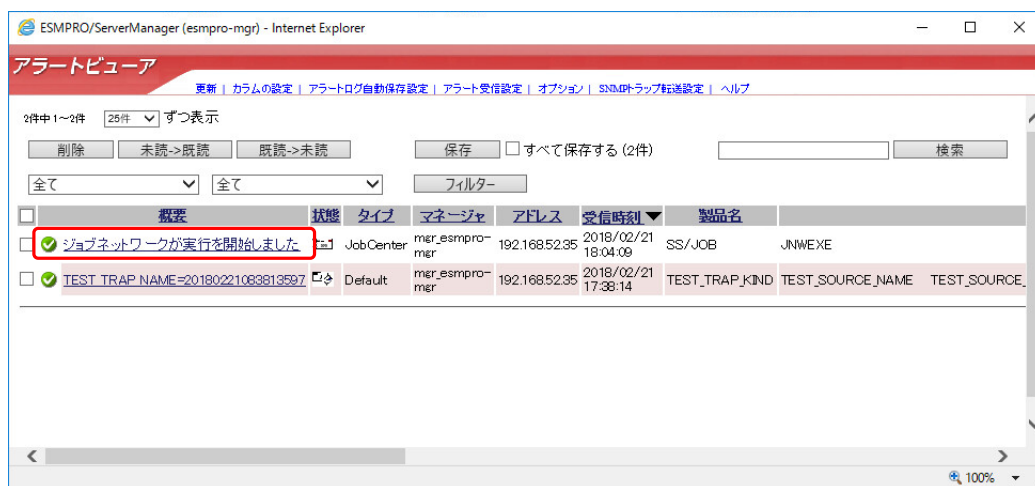 ESMPRO/ServerManager (esmpro-mgr) - Internet Explorer
アラートビューア
更新 | カラムの設定 | アラートログ自動保存設定 | アラート受信設定 | オプション | SNMPトラップ転送設定 | ヘルプ
2件中1～2件 25件 ずつ表示
削除 未読->既読 既読->未読 保存 すべて保存する (2件) 検索
全て 全て フィルター
概要 状態 タイプ マネージャ アドレス 受信時刻▼ 製品名
ジョブネットワークが実行を開始しました JobCenter mgr_esmpro-mgr 192.168.52.35 2018/02/21 18:04:09 SS/JOB JNWEXE
TEST TRAP NAME=20180221083813597 Default mgr_esmpro-mgr 192.168.52.35 2018/02/21 17:38:14 TEST_TRAP_KIND TEST_SOURCE_NAME TEST_SOURCE_
100%